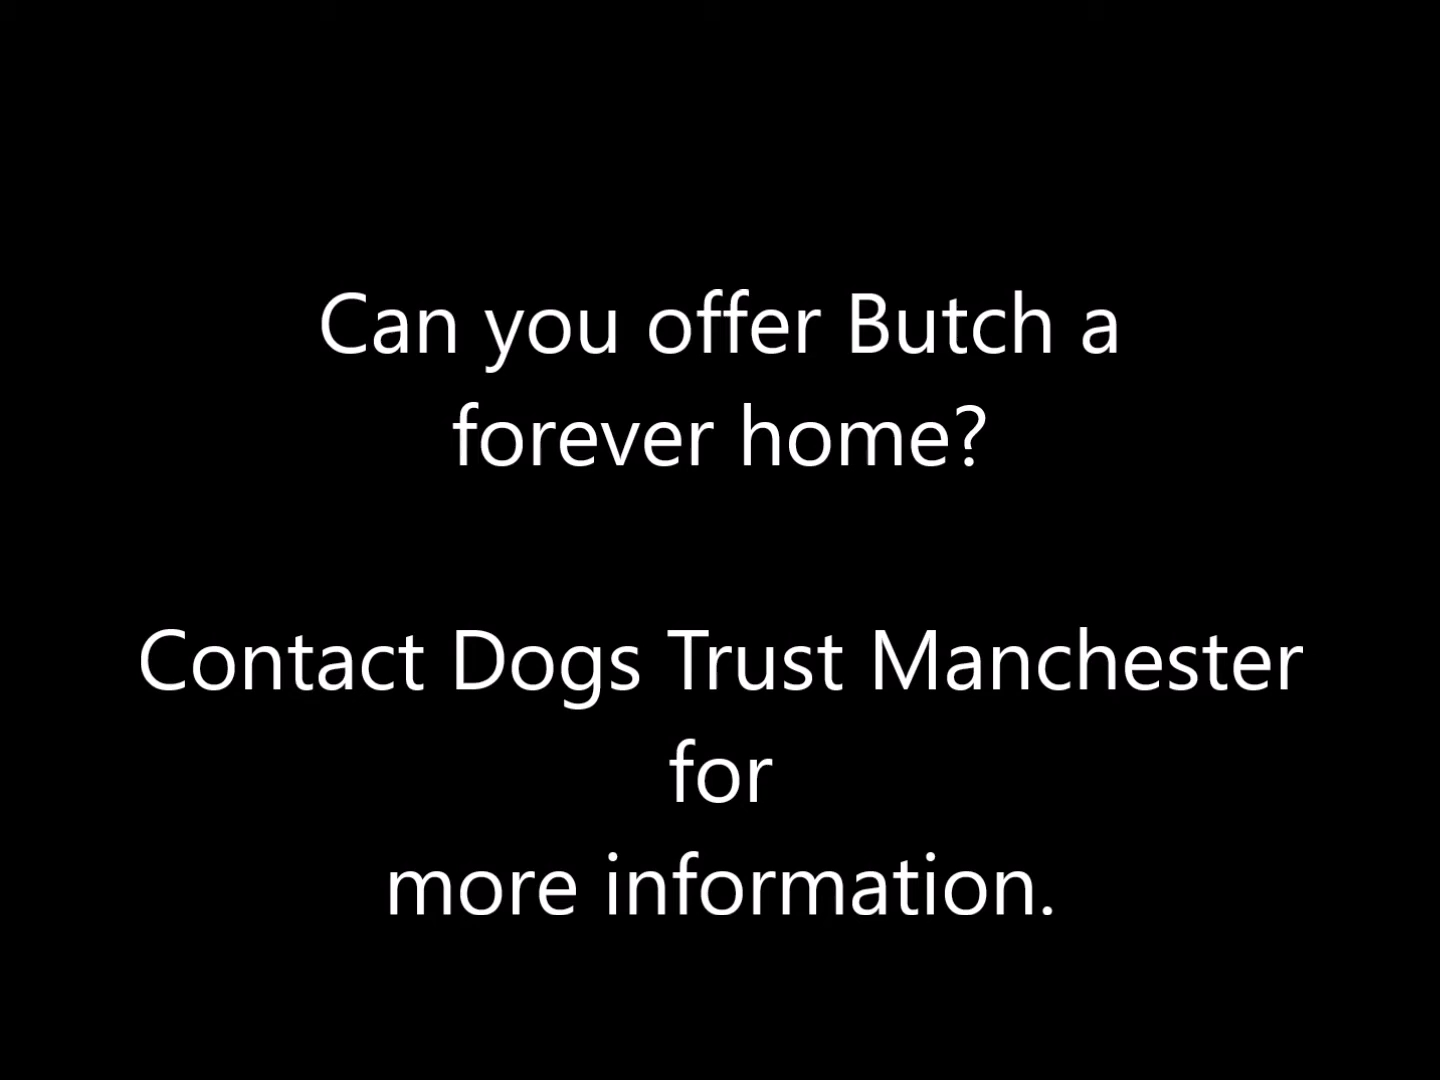 Can you offer Butch a
forever home?
Contact Dogs Trust Manchester
for
more information.